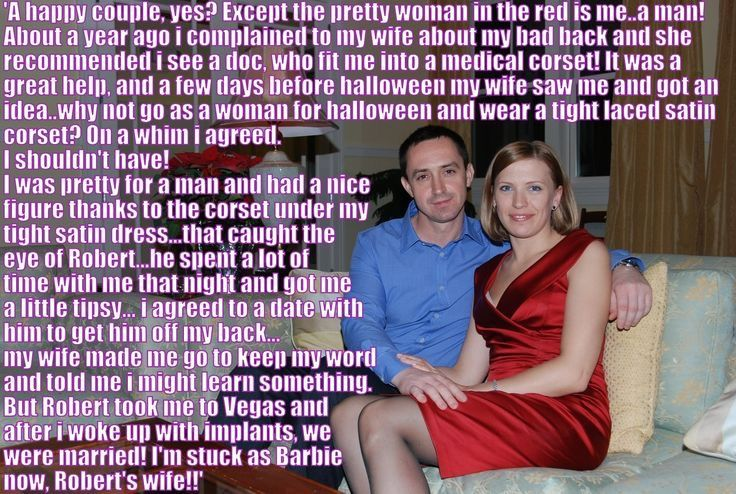 'A happy couple, yes? Except the pretty woman in the red is me..a man!
About a year ago i complained to my wife about my bad back and she
recommended i see a doc, who fit me into a medical corset! It was a
great help, and a few days before halloween my wife saw me and got an
idea..why not go as a woman for halloween and wear a tight laced satin
corset? On a whim i agreed.
I shouldn't have!
I was pretty for a man and had a nice
figure thanks to the corset under my
tight satin dress...that caught the
eye of Robert...he spent a lot of
time with me that night and got me
a little tipsy... i agreed to a date with
him to get him off my back...
my wife made me go to keep my word
and told me i might learn something.
But Robert took me to Vegas and
after i woke up with implants, we
were married! I'm stuck as Barbie
now, Robert's wife!!'